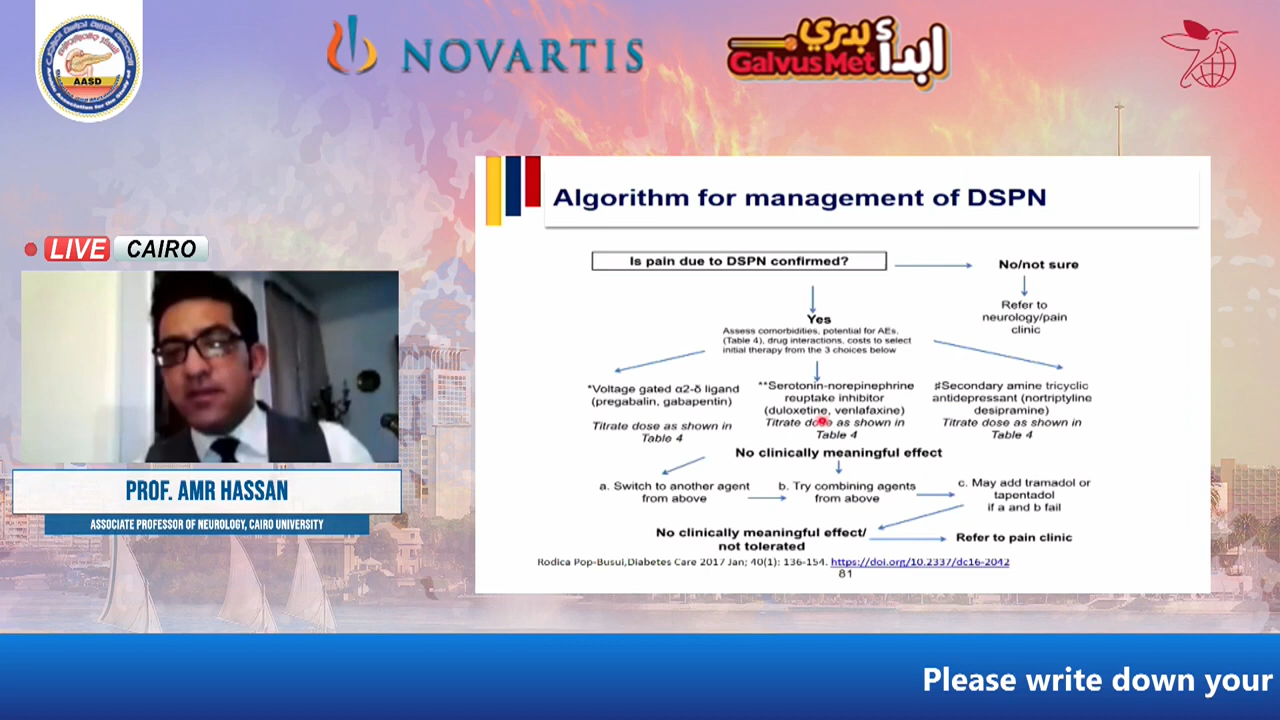 AASD
NOVARTIS
ابدأ بدري
GalvusMet
LIVE CAIRO
PROF. AMR HASSAN
ASSOCIATE PROFESSOR OF NEUROLOGY, CAIRO UNIVERSITY
Algorithm for management of DSPN
Is pain due to DSPN confirmed?
No/not sure
Refer to
neurology/pain
clinic
Yes
Assess comorbidities, potential for AEs,
(Table 4), drug interactions, costs to select
initial therapy from the 3 choices below
*Voltage gated α2-δ ligand
(pregabalin, gabapentin)
Titrate dose as shown in
Table 4
**Serotonin-norepinephrine
reuptake inhibitor
(duloxetine, venlafaxine)
Titrate dose as shown in
Table 4
♯Secondary amine tricyclic
antidepressant (nortriptyline
desipramine)
Titrate dose as shown in
Table 4
No clinically meaningful effect
a. Switch to another agent
from above
b. Try combining agents
from above
c. May add tramadol or
tapentadol
if a and b fail
No clinically meaningful effect/
not tolerated
Refer to pain clinic
Rodica Pop-Busui,Diabetes Care 2017 Jan; 40(1): 136-154. https://doi.org/10.2337/dc16-2042
81
Please write down your